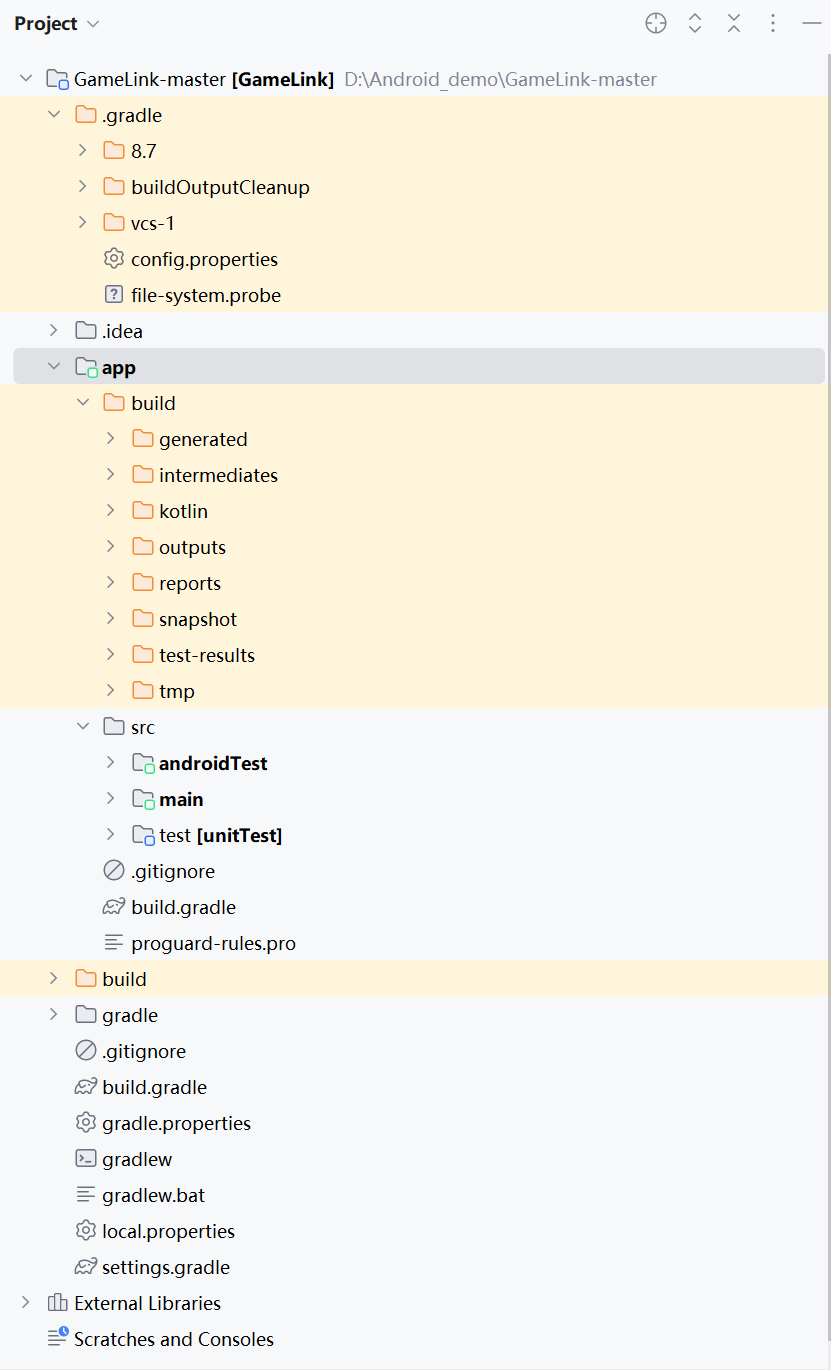 Project
GameLink-master [GameLink] D:\Android_demo\GameLink-master
.gradle
8.7
buildOutputCleanup
vcs-1
config.properties
file-system.probe
.idea
app
build
generated
intermediates
kotlin
outputs
reports
snapshot
test-results
tmp
src
androidTest
main
test [unitTest]
.gitignore
build.gradle
proguard-rules.pro
build
gradle
.gitignore
build.gradle
gradle.properties
gradlew
gradlew.bat
local.properties
settings.gradle
External Libraries
Scratches and Consoles